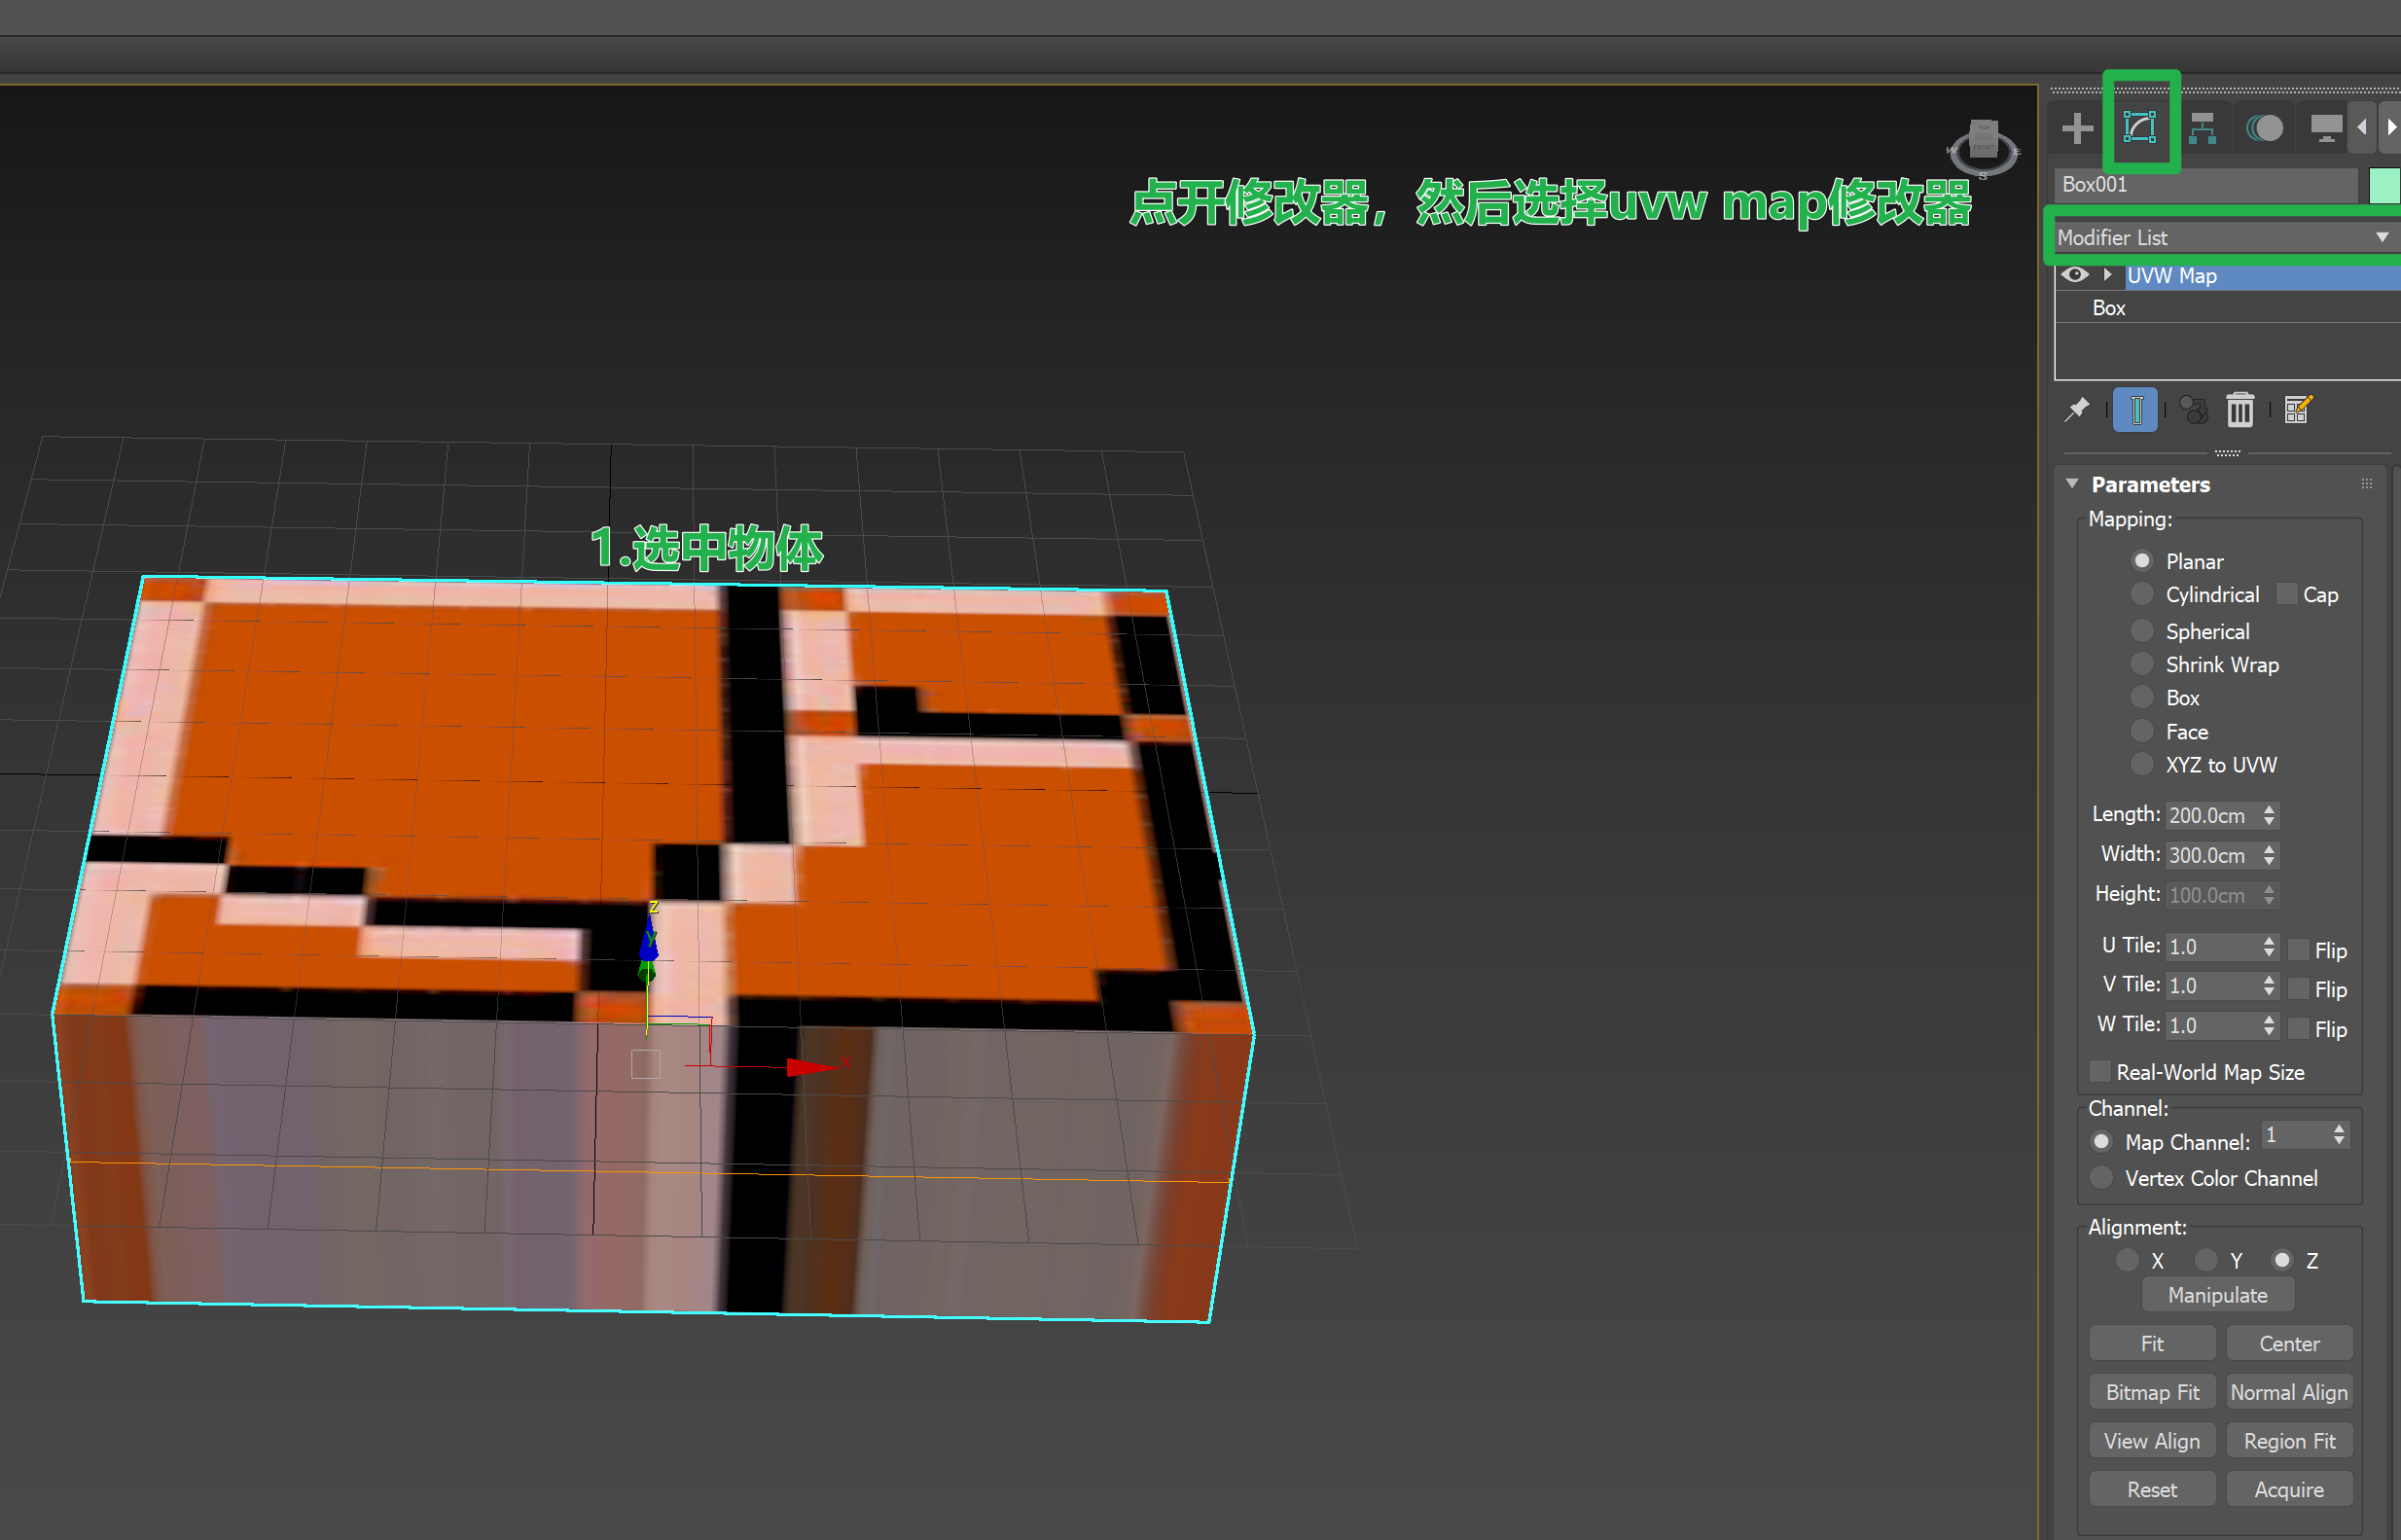 TOP
FRONT
W
E
S
点开修改器，然后选择uvw map修改器
1.选中物体
z
y
x
Box001
Modifier List
UVW Map
Box
Parameters
Mapping:
Planar
Cylindrical Cap
Spherical
Shrink Wrap
Box
Face
XYZ to UVW
Length: 200.0cm
Width: 300.0cm
Height: 100.0cm
U Tile: 1.0 Flip
V Tile: 1.0 Flip
W Tile: 1.0 Flip
Real-World Map Size
Channel:
Map Channel: 1
Vertex Color Channel
Alignment:
X Y Z
Manipulate
Fit Center
Bitmap Fit Normal Align
View Align Region Fit
Reset Acquire